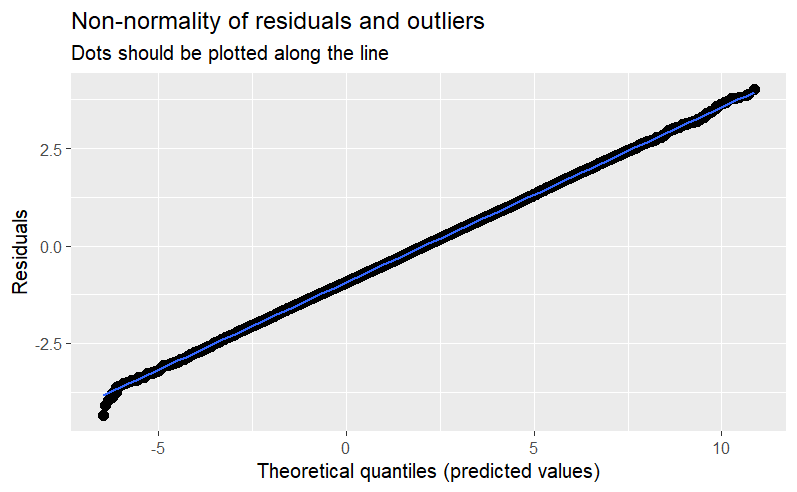 Non-normality of residuals and outliers
Dots should be plotted along the line
Residuals
2.5
0.0
-2.5
-5
0
5
10
Theoretical quantiles (predicted values)